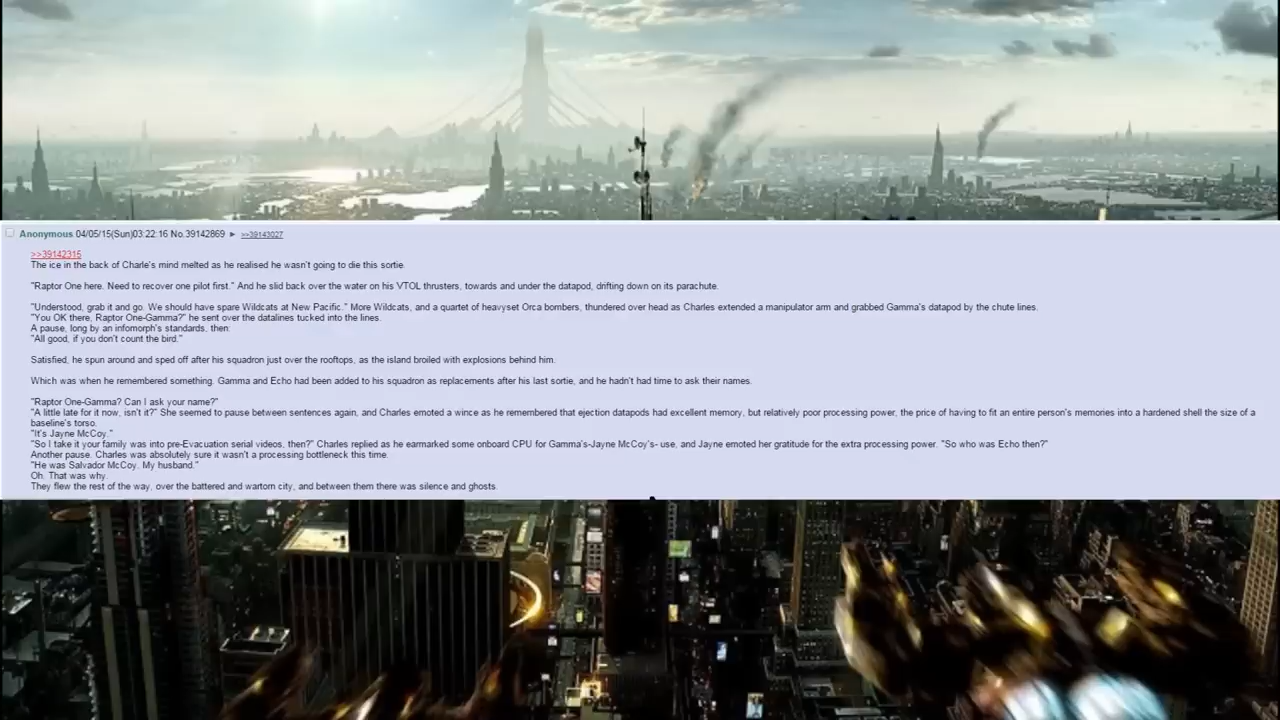 Anonymous 04/05/15(Sun)03:22:16 No.39142869 ► >>39143027
>>39142315
The ice in the back of Charle's mind melted as he realised he wasn't going to die this sortie.
"Raptor One here. Need to recover one pilot first." And he slid back over the water on his VTOL thrusters, towards and under the datapod, drifting down on its parachute.
"Understood, grab it and go. We should have spare Wildcats at New Pacific." More Wildcats, and a quartet of heavyset Orca bombers, thundered over head as Charles extended a manipulator arm and grabbed Gamma's datapod by the chute lines.
"You OK there, Raptor One-Gamma?" he sent over the datalines tucked into the lines.
A pause, long by an infomorph's standards, then:
"All good, if you don't count the bird."
Satisfied, he spun around and sped off after his squadron just over the rooftops, as the island broiled with explosions behind him.
Which was when he remembered something. Gamma and Echo had been added to his squadron as replacements after his last sortie, and he hadn't had time to ask their names.
"Raptor One-Gamma? Can I ask your name?"
"A little late for it now, isn't it?" She seemed to pause between sentences again, and Charles emoted a wince as he remembered that ejection datapods had excellent memory, but relatively poor processing power, the price of having to fit an entire person's memories into a hardened shell the size of a
baseline's torso.
"It's Jayne McCoy."
"So I take it your family was into pre-Evacuation serial videos, then?" Charles replied as he earmarked some onboard CPU for Gamma's-Jayne McCoy's- use, and Jayne emoted her gratitude for the extra processing power. "So who was Echo then?"
Another pause. Charles was absolutely sure it wasn't a processing bottleneck this time.
"He was Salvador McCoy. My husband."
Oh. That was why.
They flew the rest of the way, over the battered and wartorn city, and between them there was silence and ghosts.